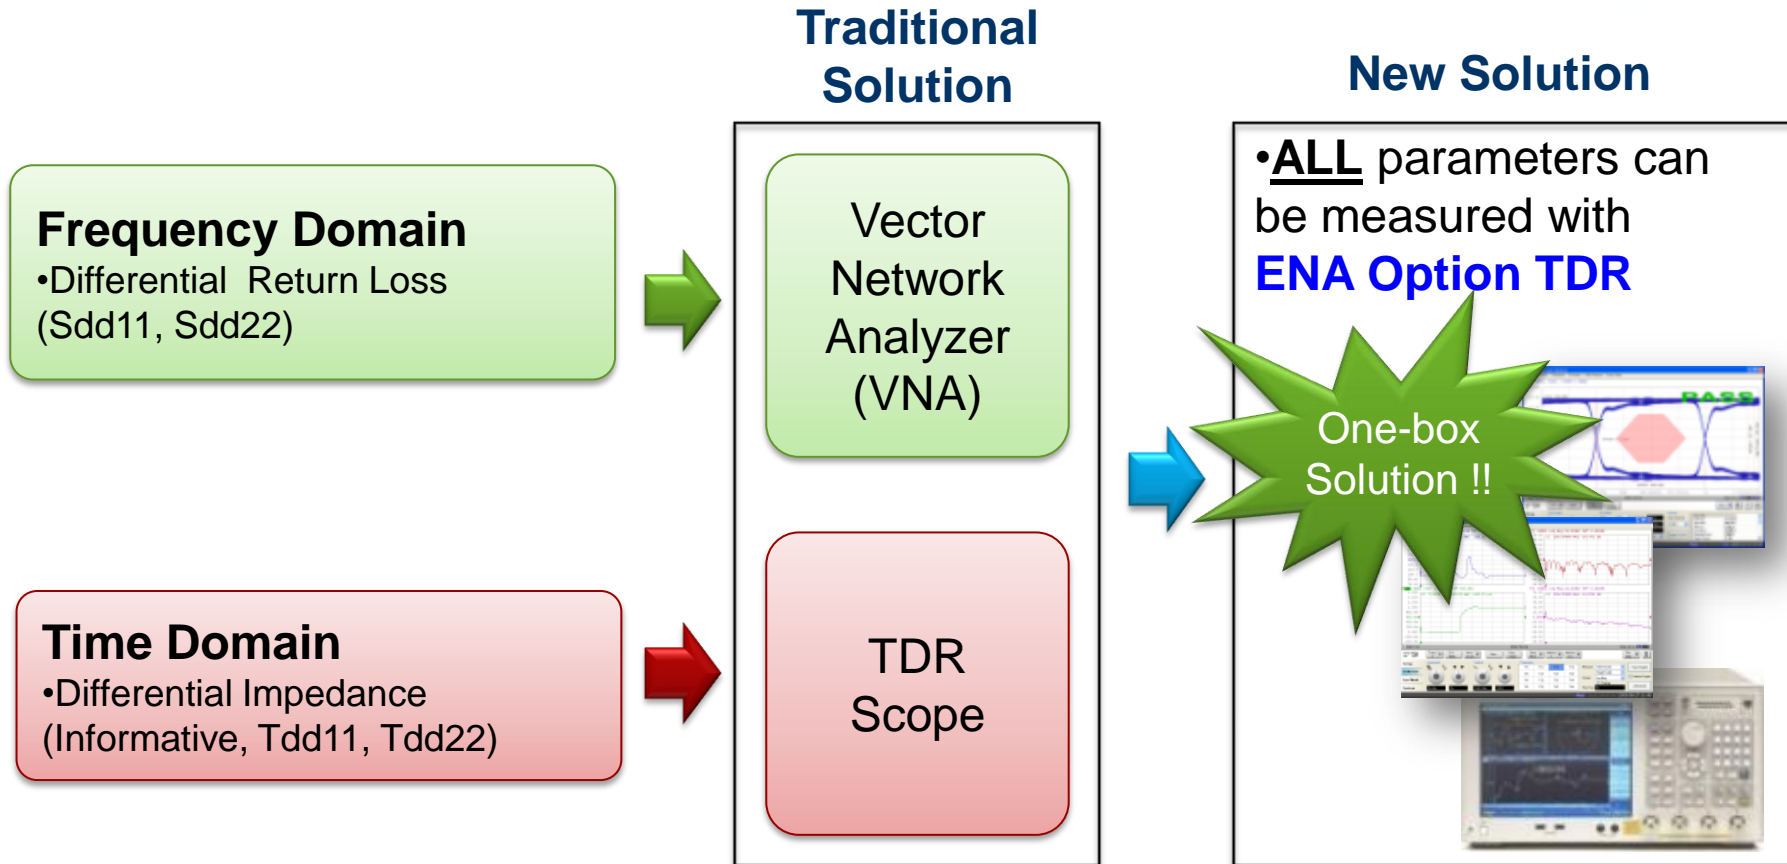 Traditional
Solution
New Solution
Frequency Domain
•Differential Return Loss
(Sdd11, Sdd22)
Vector
Network
Analyzer
(VNA)
•ALL parameters can
be measured with
ENA Option TDR
One-box
Solution !!
PASS
Time Domain
•Differential Impedance
(Informative, Tdd11, Tdd22)
TDR
Scope